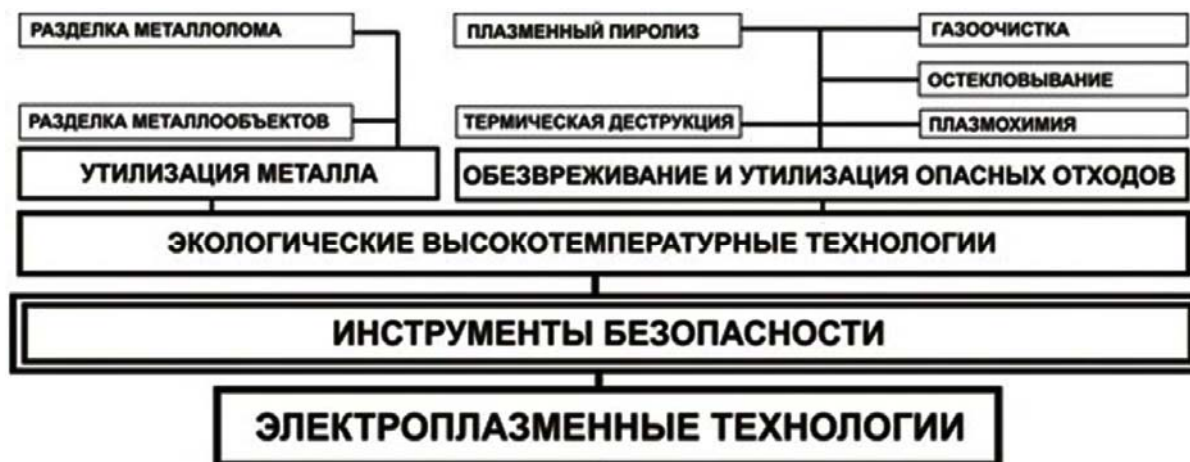 РАЗДЕЛКА МЕТАЛЛОЛОМА
ПЛАЗМЕННЫЙ ПИРОЛИЗ
ГАЗООЧИСТКА
ОСТЕКЛОВЫВАНИЕ
РАЗДЕЛКА МЕТАЛЛООБЪЕКТОВ
ТЕРМИЧЕСКАЯ ДЕСТРУКЦИЯ
ПЛАЗМОХИМИЯ
УТИЛИЗАЦИЯ МЕТАЛЛА
ОБЕЗВРЕЖИВАНИЕ И УТИЛИЗАЦИЯ ОПАСНЫХ ОТХОДОВ
ЭКОЛОГИЧЕСКИЕ ВЫСОКОТЕМПЕРАТУРНЫЕ ТЕХНОЛОГИИ
ИНСТРУМЕНТЫ БЕЗОПАСНОСТИ
ЭЛЕКТРОПЛАЗМЕННЫЕ ТЕХНОЛОГИИ